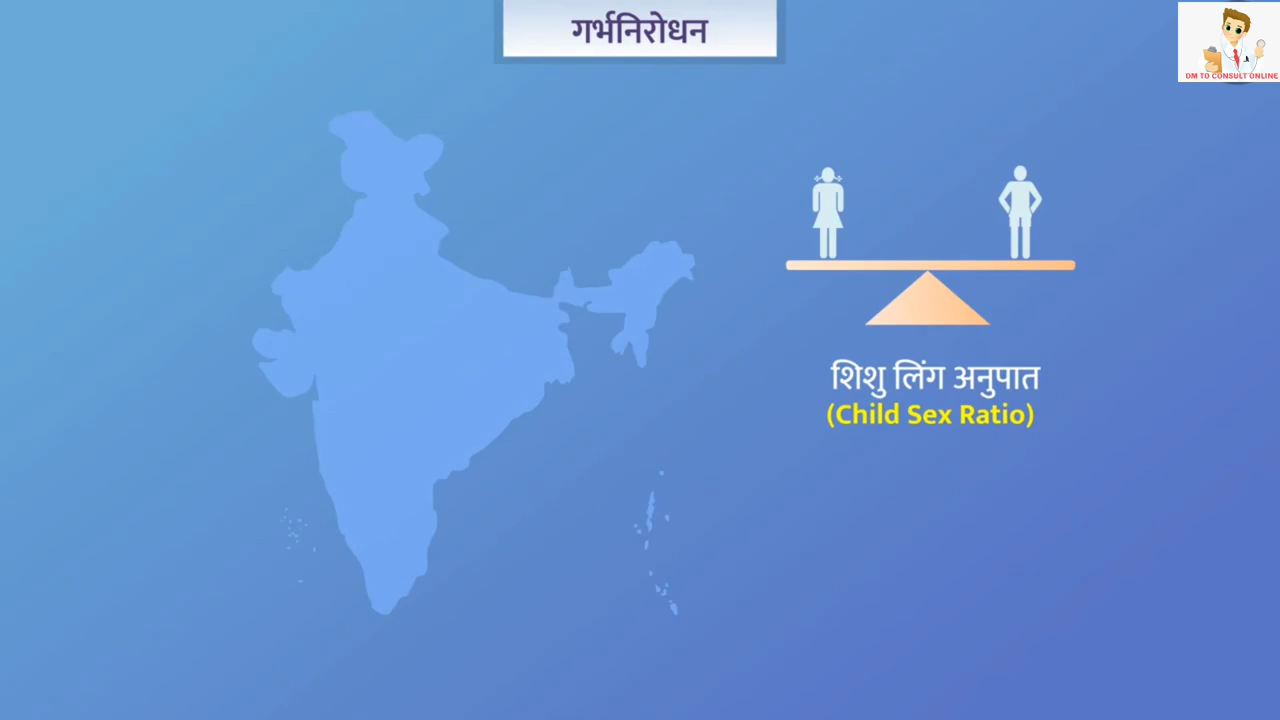 गर्भनिरोधन
DM TO CONSULT ONLINE
शिशु लिंग अनुपात
(Child Sex Ratio)